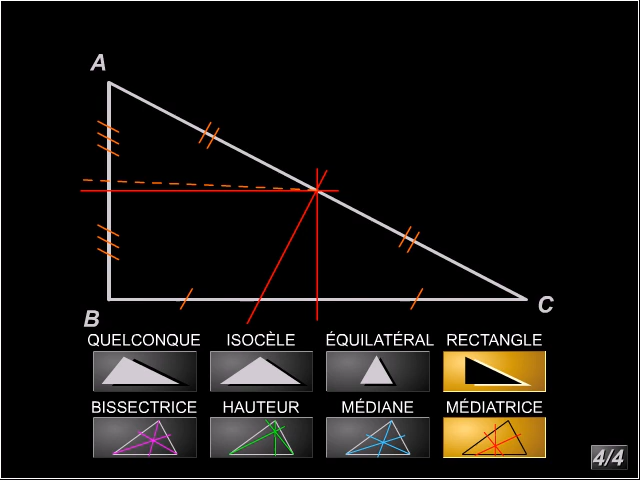 A
B
C
QUELCONQUE ISOCÈLE ÉQUILATÉRAL RECTANGLE
BISSECTRICE HAUTEUR MÉDIANE MÉDIATRICE
4/4